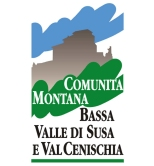 COMUNITÀ
MONTANA
BASSA
VALLE DI SUSA
E VAL CENISCHIA